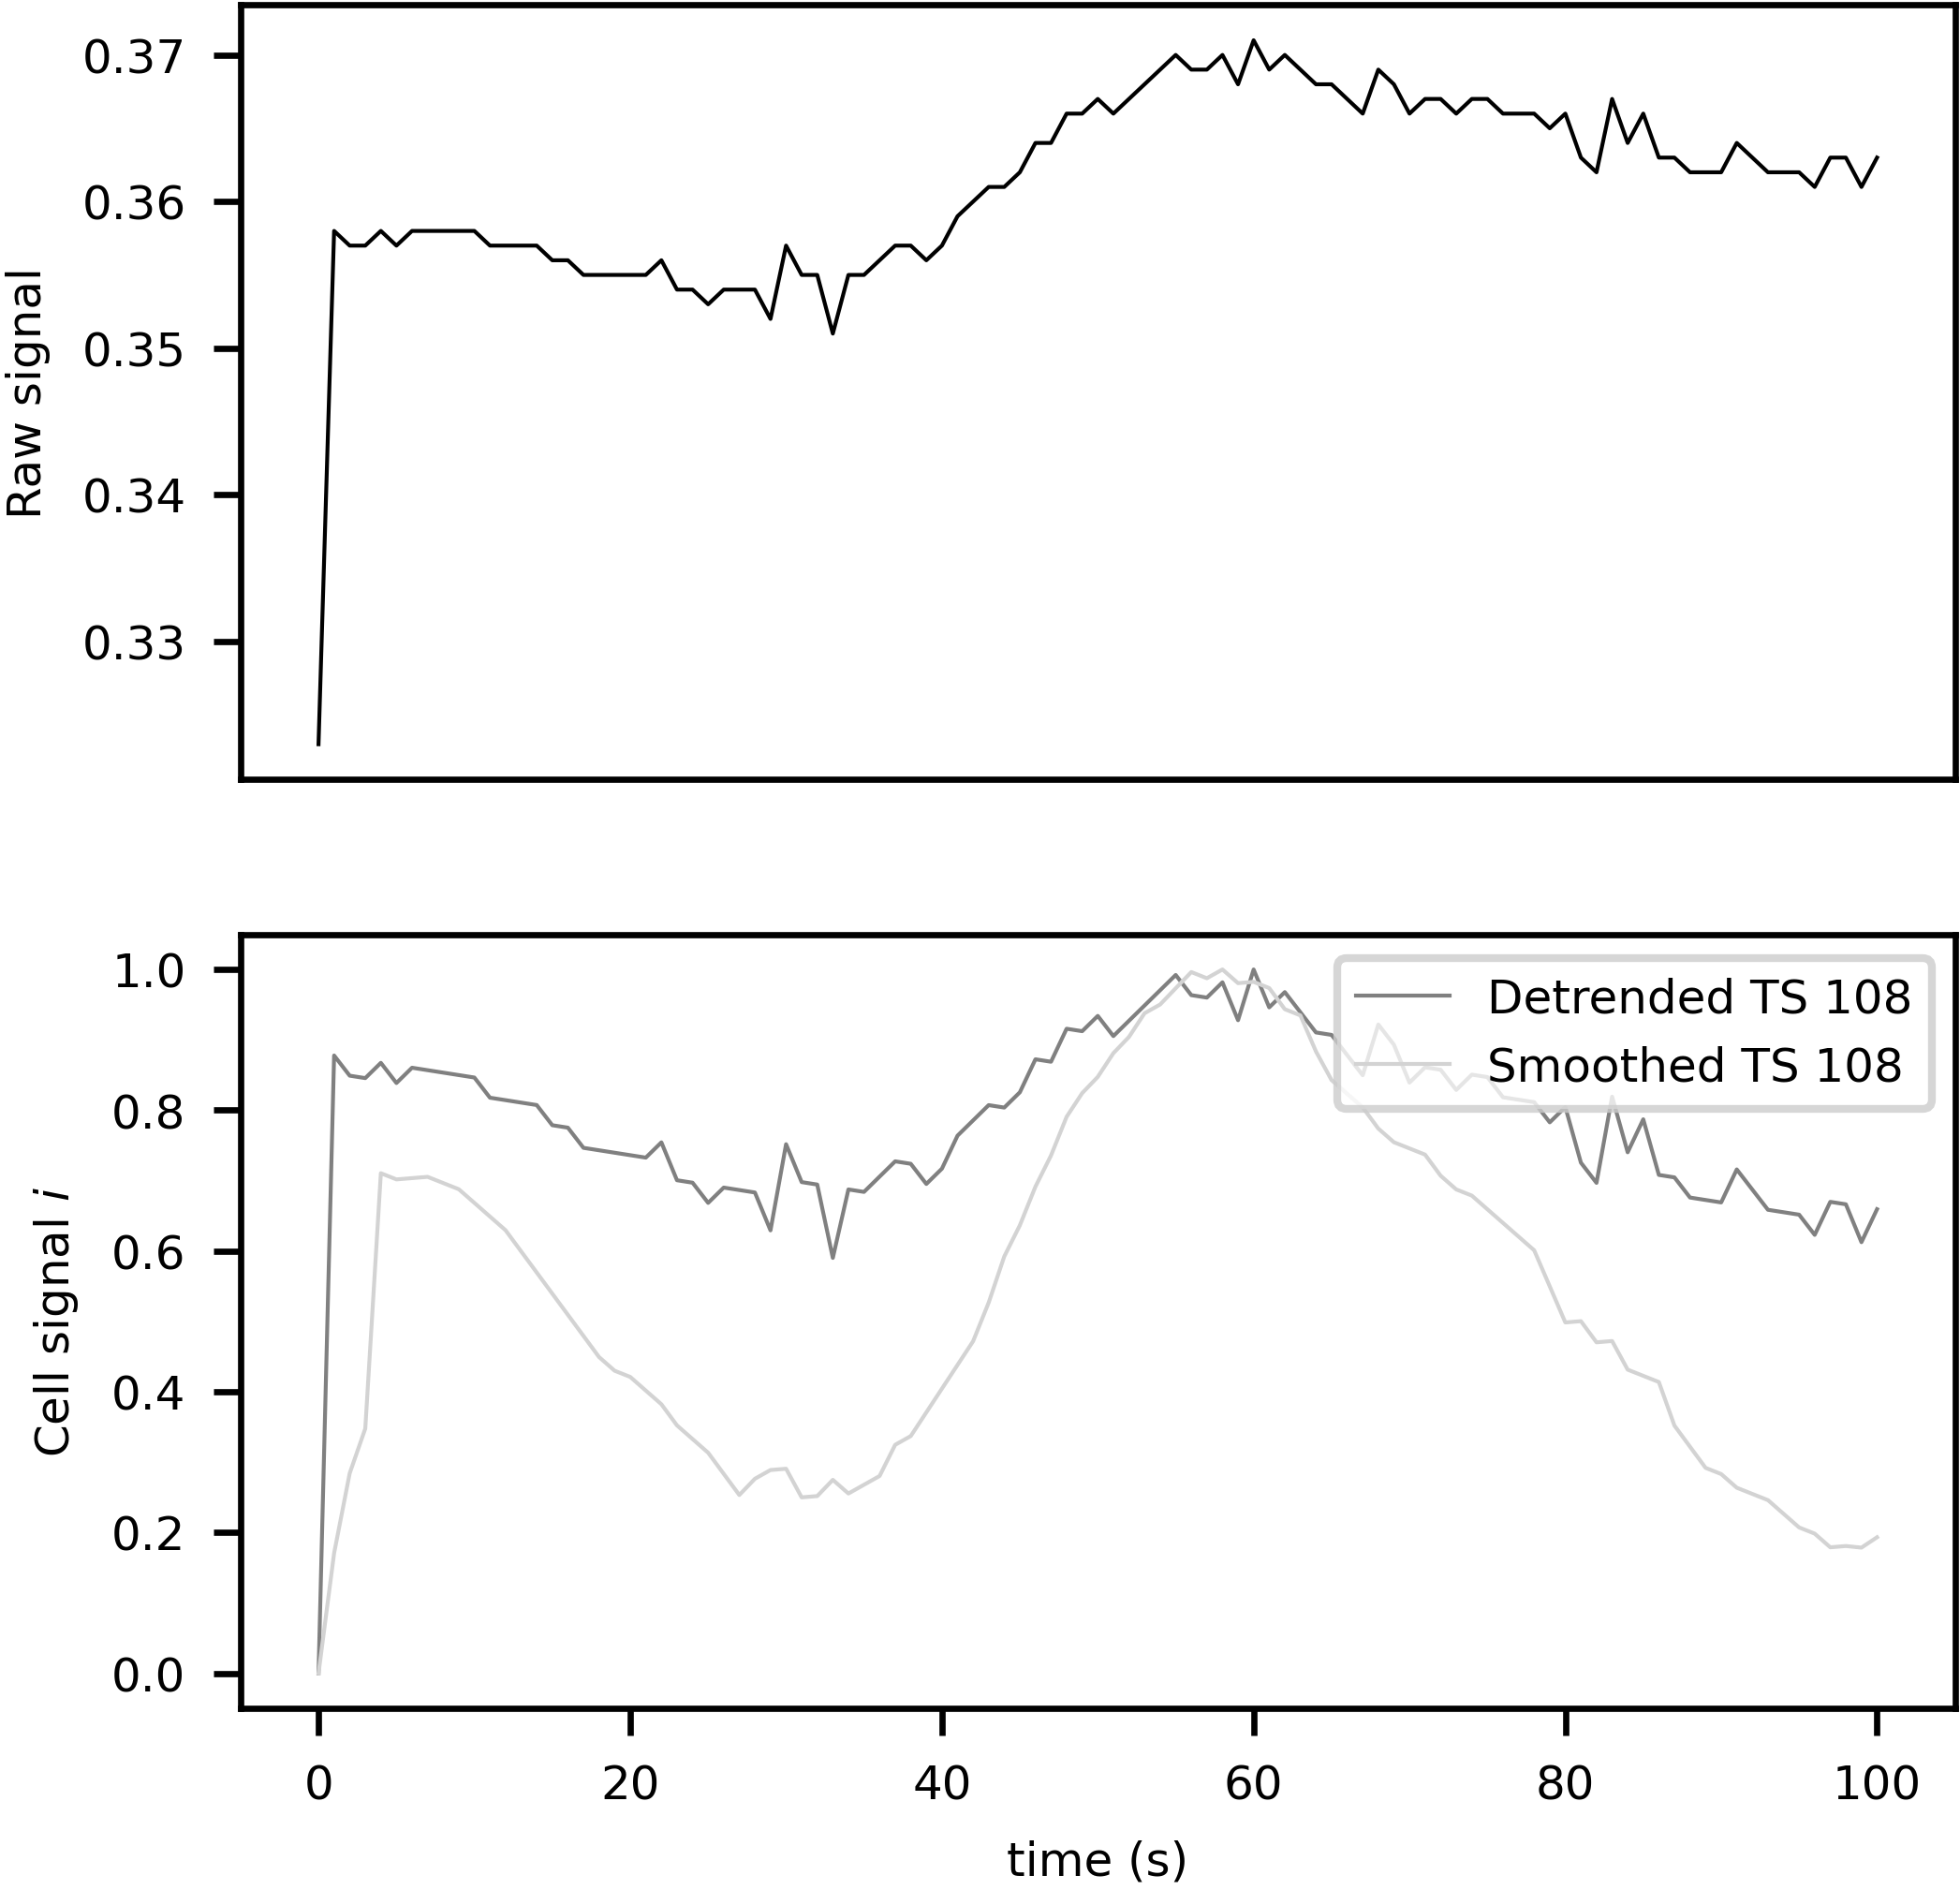 Raw signal
0.37
0.36
0.35
0.34
0.33
Cell signal i
1.0
0.8
0.6
0.4
0.2
0.0
Detrended TS 108
Smoothed TS 108
0 20 40 60 80 100
time (s)